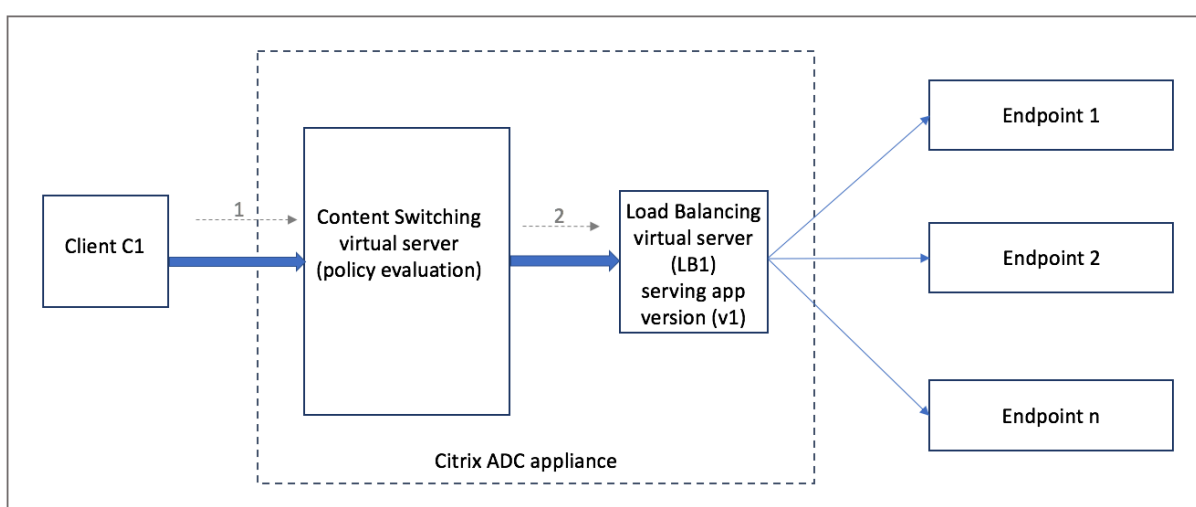 Client C1
1
Content Switching
virtual server
(policy evaluation)
2
Load Balancing
virtual server
(LB1)
serving app
version (v1)
Endpoint 1
Endpoint 2
Endpoint n
Citrix ADC appliance